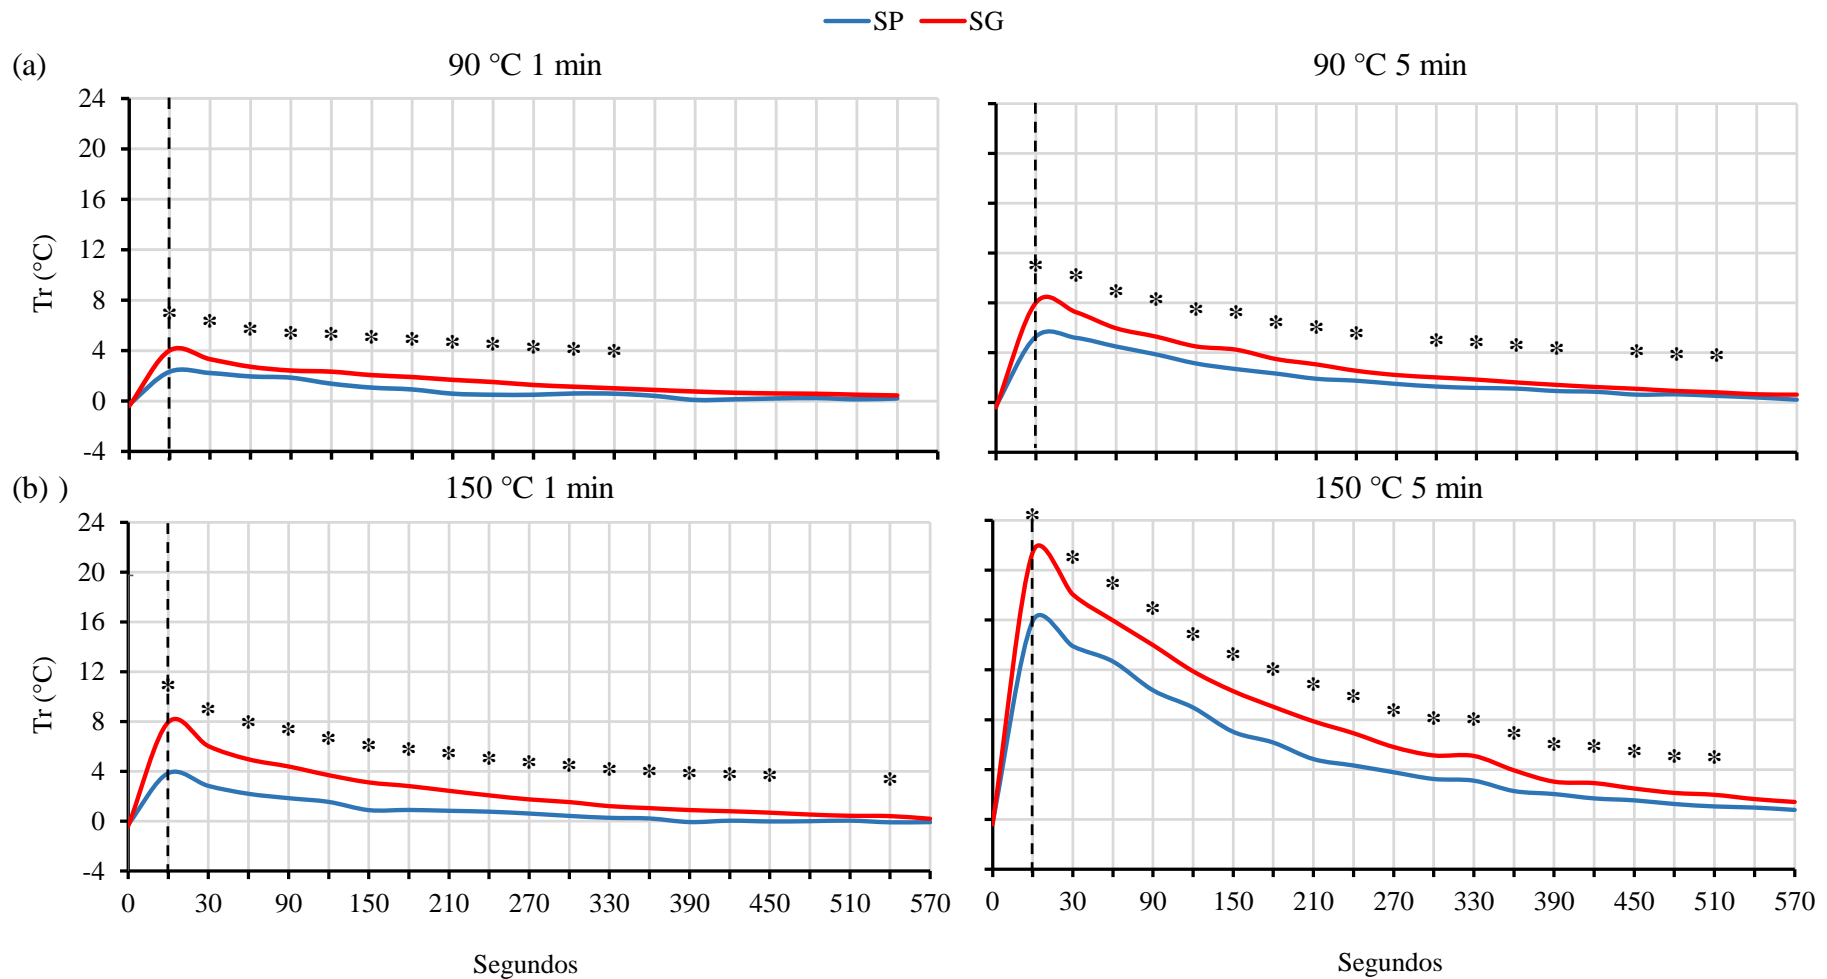 SP SG
(a)
90 °C 1 min
90 °C 5 min
24
20
16
12
8
4
0
-4
Tr (°C)
* * * * * * * * * * * *
* * * * * * * * * * * * * * * *
(b) )
150 °C 1 min
150 °C 5 min
24
20
16
12
8
4
0
-4
Tr (°C)
* * * * * * * * * * * * * * * * *
* * * * * * * * * * * * * * * * * *
0 30 90 150 210 270 330 390 450 510 570
0 30 90 150 210 270 330 390 450 510 570
Segundos
Segundos